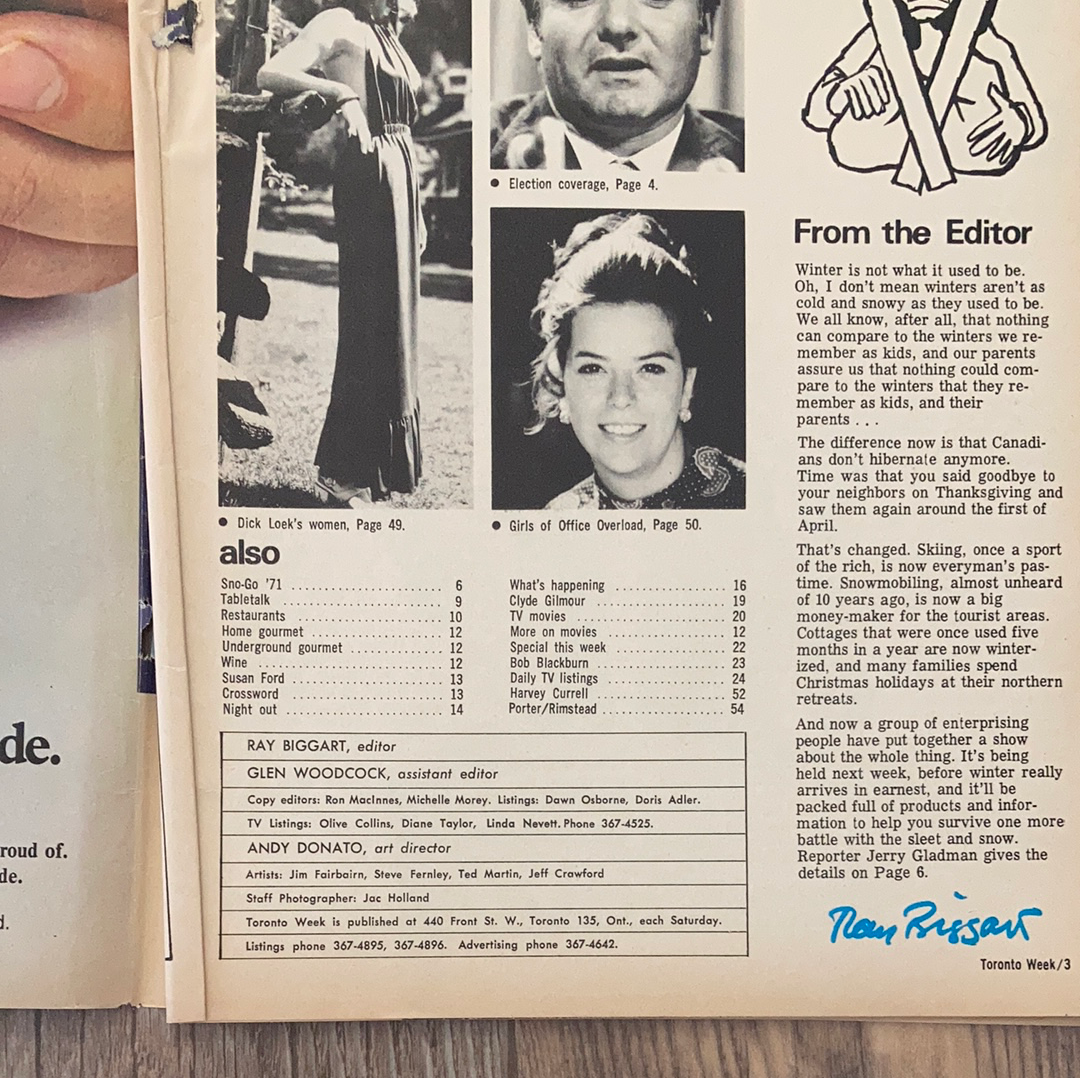 de.
roud of.
de.
d.
● Election coverage, Page 4.
● Dick Loek's women, Page 49.
● Girls of Office Overload, Page 50.
also
Sno-Go '71 ........................ 6
Tabletalk ........................ 9
Restaurants ........................ 10
Home gourmet .................... 12
Underground gourmet .............. 12
Wine ............................ 12
Susan Ford ...................... 13
Crossword ........................ 13
Night out ........................ 14
What's happening ................ 16
Clyde Gilmour .................... 19
TV movies ........................ 20
More on movies .................. 12
Special this week ................ 22
Bob Blackburn .................... 23
Daily TV listings ................ 24
Harvey Currell .................... 52
Porter/Rimstead .................. 54
RAY BIGGART, editor
GLEN WOODCOCK, assistant editor
Copy editors: Ron MacInnes, Michelle Morey. Listings: Dawn Osborne, Doris Adler.
TV Listings: Olive Collins, Diane Taylor, Linda Nevett. Phone 367-4525.
ANDY DONATO, art director
Artists: Jim Fairbairn, Steve Fernley, Ted Martin, Jeff Crawford
Staff Photographer: Jac Holland
Toronto Week is published at 440 Front St. W., Toronto 135, Ont., each Saturday.
Listings phone 367-4895, 367-4896. Advertising phone 367-4642.
From the Editor
Winter is not what it used to be.
Oh, I don't mean winters aren't as
cold and snowy as they used to be.
We all know, after all, that nothing
can compare to the winters we re-
member as kids, and our parents
assure us that nothing could com-
pare to the winters that they re-
member as kids, and their
parents . . .
The difference now is that Canadi-
ans don't hibernate anymore.
Time was that you said goodbye to
your neighbors on Thanksgiving and
saw them again around the first of
April.
That's changed. Skiing, once a sport
of the rich, is now everyman's pas-
time. Snowmobiling, almost unheard
of 10 years ago, is now a big
money-maker for the tourist areas.
Cottages that were once used five
months in a year are now winter-
ized, and many families spend
Christmas holidays at their northern
retreats.
And now a group of enterprising
people have put together a show
about the whole thing. It's being
held next week, before winter really
arrives in earnest, and it'll be
packed full of products and infor-
mation to help you survive one more
battle with the sleet and snow.
Reporter Jerry Gladman gives the
details on Page 6.
Ray Biggart
Toronto Week/3